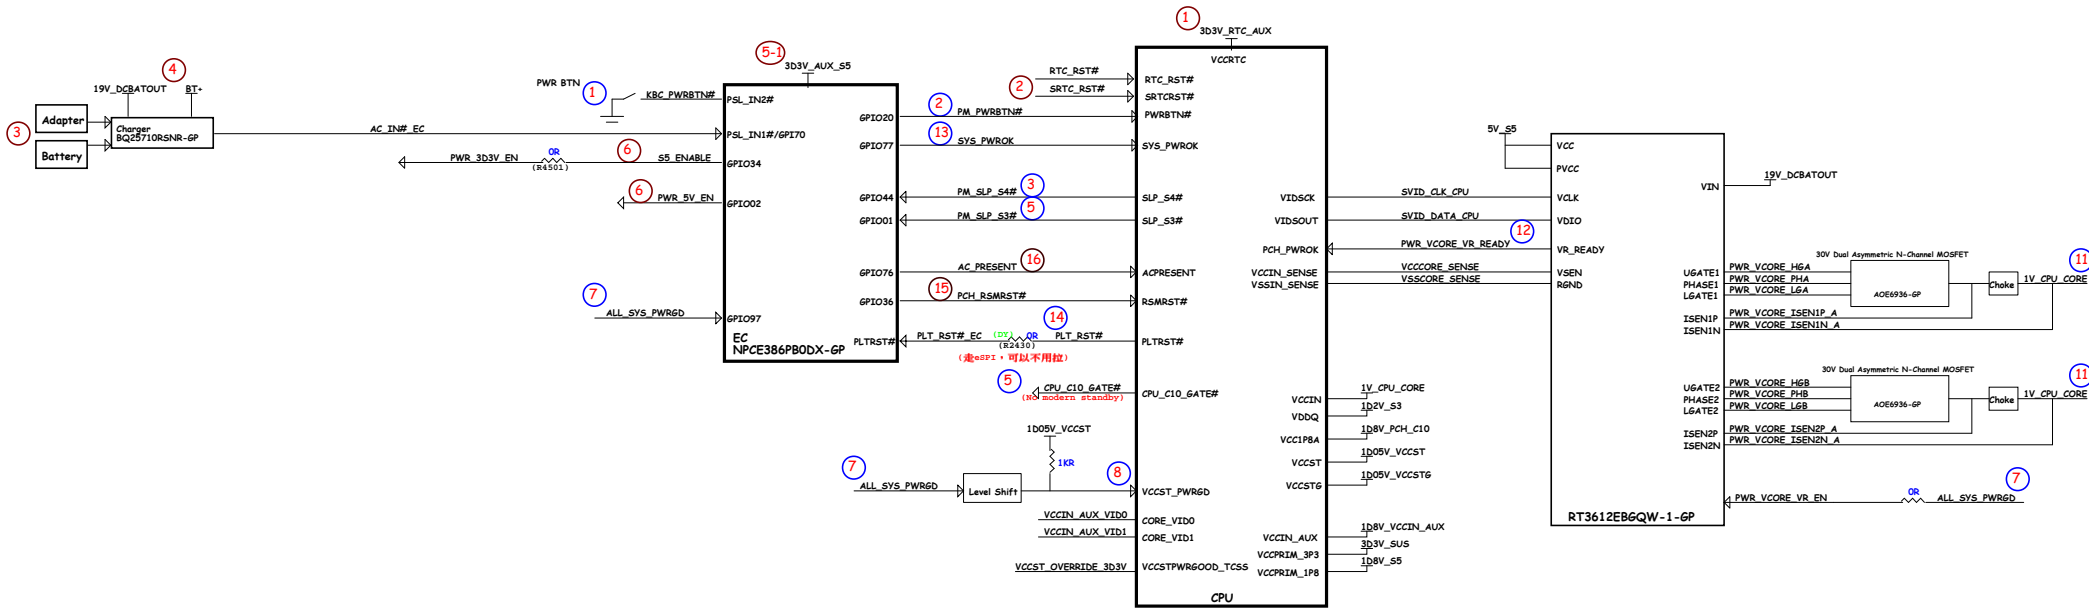 3
Adapter
Battery
4
19V_DCBATOUT
BT+
Charger
BQ25710RSNR-GP
AC_IN#_EC
PWR_3D3V_EN
0R
(R4501)
6
S5_ENABLE
6
PWR_5V_EN
PWR BTN
1
KBC_PWRBTN#
7
ALL_SYS_PWRGD
5-1
3D3V_AUX_S5
PSL_IN2#
PSL_IN1#/GPI70
GPIO34
GPIO02
GPIO97
EC
NPCE386PB0DX-GP
GPIO20
GPIO77
GPIO44
GPIO01
GPIO76
GPIO36
PLTRST#
2
PM_PWRBTN#
13
SYS_PWROK
PM_SLP_S4#
3
PM_SLP_S3#
5
AC_PRESENT
16
15
PCH_RSMRST#
14
PLT_RST#_EC
(DY)
0R
PLT_RST#
(R2430)
(走eSPI，可以不用拉)
5
CPU_C10_GATE#
(No modern standby)
1D05V_VCCST
1KR
7
ALL_SYS_PWRGD
Level Shift
8
VCCIN_AUX_VID0
VCCIN_AUX_VID1
VCCST_OVERRIDE_3D3V
1
3D3V_RTC_AUX
RTC_RST#
2
SRTC_RST#
VCCRTC
RTC_RST#
SRTCRST#
PWRBTN#
SYS_PWROK
SLP_S4#
SLP_S3#
ACPRESENT
RSMRST#
PLTRST#
CPU_C10_GATE#
VCCST_PWRGD
CORE_VID0
CORE_VID1
VCCSTPWRGOOD_TCSS
CPU
VIDSCK
VIDSOUT
PCH_PWROK
VCCIN_SENSE
VSSIN_SENSE
VCCIN
VDDQ
VCC1P8A
VCCST
VCCSTG
VCCIN_AUX
VCCPRIM_3P3
VCCPRIM_1P8
SVID_CLK_CPU
SVID_DATA_CPU
12
PWR_VCORE_VR_READY
VCCCORE_SENSE
VSSCORE_SENSE
1V_CPU_CORE
1D2V_S3
1D8V_PCH_C10
1D05V_VCCST
1D05V_VCCSTG
1D8V_VCCIN_AUX
3D3V_SUS
1D8V_S5
5V_S5
VCC
PVCC
VCLK
VDIO
VR_READY
VSEN
RGND
RT3612EBGQW-1-GP
VIN
UGATE1
PHASE1
LGATE1
ISEN1P
ISEN1N
UGATE2
PHASE2
LGATE2
ISEN2P
ISEN2N
19V_DCBATOUT
PWR_VCORE_HGA
PWR_VCORE_PHA
PWR_VCORE_LGA
PWR_VCORE_ISEN1P_A
PWR_VCORE_ISEN1N_A
30V Dual Asymmetric N-Channel MOSFET
AOE6936-GP
Choke
11
1V_CPU_CORE
PWR_VCORE_HGB
PWR_VCORE_PHB
PWR_VCORE_LGB
PWR_VCORE_ISEN2P_A
PWR_VCORE_ISEN2N_A
30V Dual Asymmetric N-Channel MOSFET
AOE6936-GP
Choke
11
1V_CPU_CORE
7
PWR_VCORE_VR_EN
0R
ALL_SYS_PWRGD